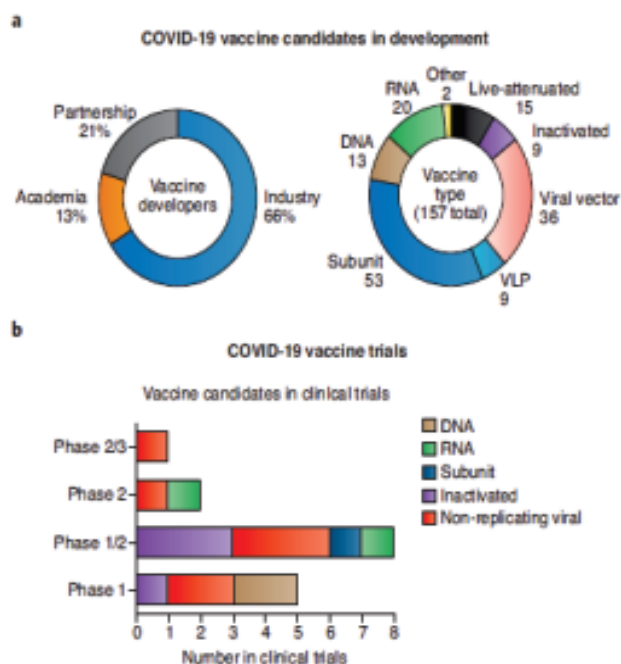 a
COVID-19 vaccine candidates in development
Partnership
21%
Academia
13%
Vaccine
developers
Industry
66%
Other
2
RNA
20
Live-attenuated
15
DNA
13
Inactivated
9
Vaccine
type
(157 total)
Viral vector
36
Subunit
53
VLP
9
b
COVID-19 vaccine trials
Vaccine candidates in clinical trials
Phase 2/3
Phase 2
Phase 1/2
Phase 1
0 1 2 3 4 5 6 7 8
Number in clinical trials
DNA
RNA
Subunit
Inactivated
Non-replicating viral